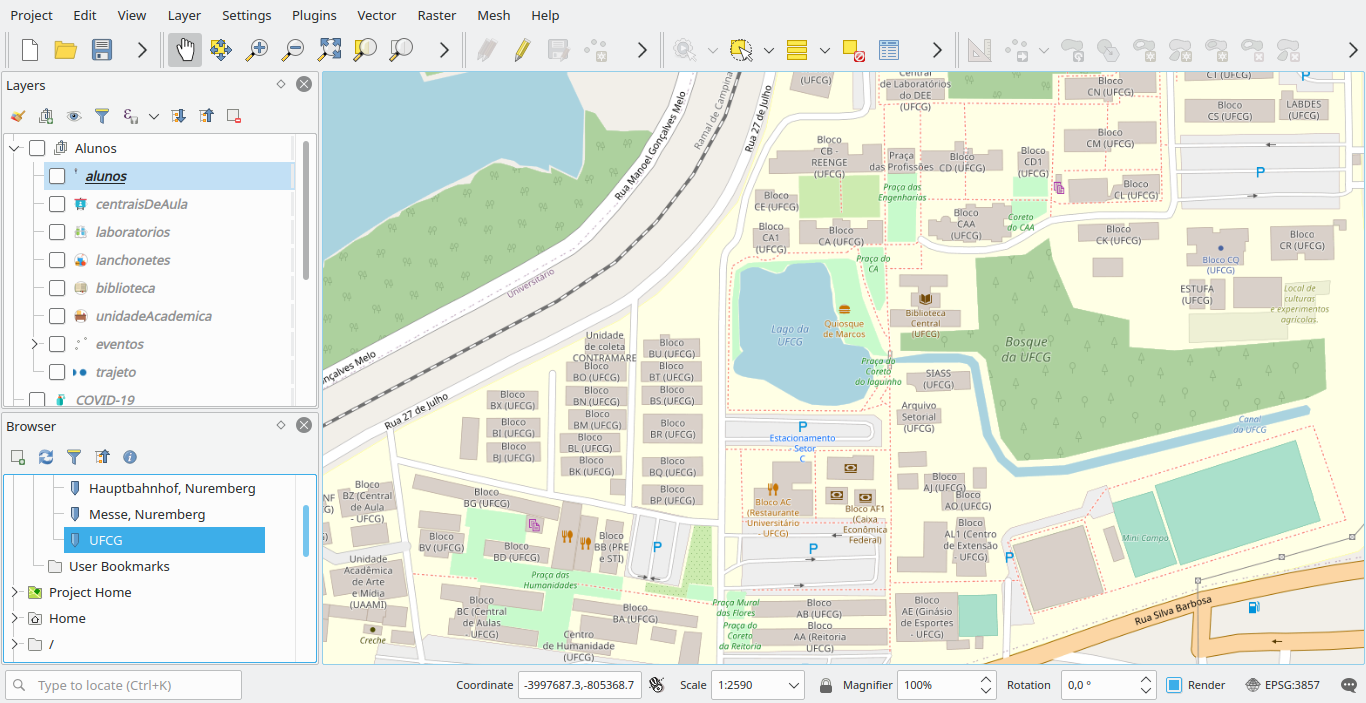 Project Edit View Layer Settings Plugins Vector Raster Mesh Help
Layers
Alunos
alunos
centraisDeAula
laboratorios
lanchonetes
biblioteca
unidadeAcademica
eventos
trajeto
COVID-19
Browser
Hauptbahnhof, Nuremberg
Messe, Nuremberg
UFCG
User Bookmarks
Project Home
Home
/
Rua Manoel Gonçalves Melo
Ramal de Campina
Rua 27 de Julho
Universitário
nçalves Melo
Rua 27 de Julho
(UFCG)
Central
de Laboratórios
do DEE
(UFCG)
Bloco
CN (UFCG)
CT (UFCG)
P
Bloco
CS (UFCG)
LABDES
(UFCG)
Bloco
CM (UFCG)
Bloco
CB -
REENGE
(UFCG)
Praça
das Profissões
Bloco
CD (UFCG)
Bloco
CD1
(UFCG)
P
Bloco
CL (UFCG)
Praça das
Engenharias
Bloco
CE (UFCG)
Bloco
CA1
(UFCG)
Bloco
CA (UFCG)
Bloco
CAA
(UFCG)
Coreto
do CAA
Bloco
CK (UFCG)
Bloco CQ
(UFCG)
Bloco
CR (UFCG)
Praça do
CA
ESTUFA
(UFCG)
Local de
culturas
e experimentos
agrícolas.
Biblioteca
Central
(UFCG)
Lago da
UFCG
Quiosque
de Marcos
Bosque
da UFCG
Praça do
Coreto
do laguinho
SIASS
(UFCG)
Arquivo
Setorial
(UFCG)
Canal
da UFCG
Unidade
de coleta
CONTRAMARE
Bloco
BU (UFCG)
Bloco
BO (UFCG)
Bloco
BT (UFCG)
Bloco
BX (UFCG)
Bloco
BN (UFCG)
Bloco
BS (UFCG)
Bloco
BI (UFCG)
Bloco
BM (UFCG)
Bloco
BR (UFCG)
Bloco
BJ (UFCG)
Bloco
BL (UFCG)
Bloco
BK (UFCG)
Bloco
BQ (UFCG)
Bloco
BP (UFCG)
P
Estacionamento
Setor
C
Bloco
BZ (Central
de Aula
- UFCG)
Bloco
BG (UFCG)
Bloco
BV (UFCG)
Bloco
BD (UFCG)
Bloco
BB (PRE
e STI)
P
Bloco AC
(Restaurante
Universitário
- UFCG)
Bloco AF1
(Caixa
Econômica
Federal)
P
Bloco
AJ (UFCG)
Bloco
AO (UFCG)
Bloco
AL1 (Centro
de Extensão
- UFCG)
P
Mini Campo
Unidade
Acadêmica
de Arte
e Mídia
(UAAMI)
Creche
Praça das
Humanidades
Bloco
BC (Central
de Aulas
- UFCG)
Bloco
BA (UFCG)
Centro
de Humanidade
(UFCG)
Praça Mural
das Flores
Praça do
Coreto
da Reitoria
Bloco
AB (UFCG)
Bloco
AA (Reitoria
UFCG)
Bloco
AE (Ginásio
de Esportes
- UFCG)
Rua Silva Barbosa
Type to locate (Ctrl+K) Coordinate -3997687.3,-805368.7 Scale 1:2590 Magnifier 100% Rotation 0,0 ° Render EPSG:3857